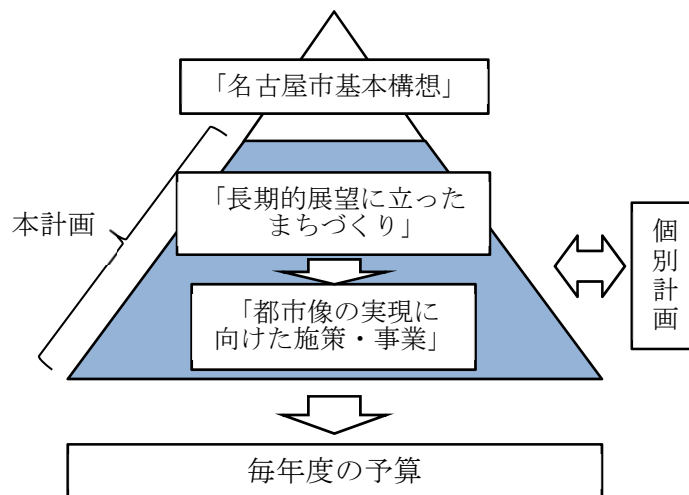 「名古屋市基本構想」
本計画
「長期的展望に立った
まちづくり」
個別計画
「都市像の実現に
向けた施策・事業」
毎年度の予算